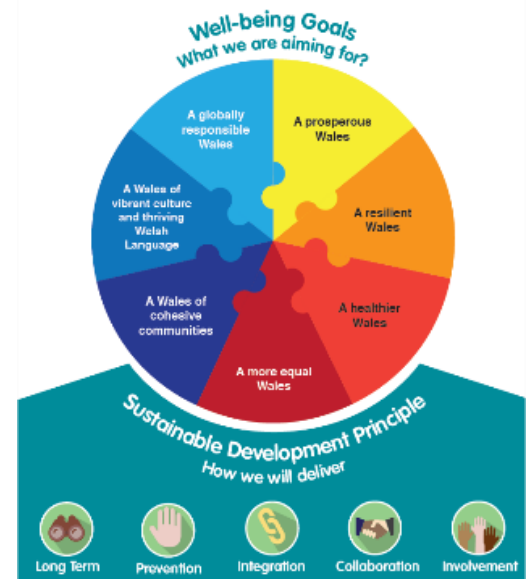 Well-being Goals
What we are aiming for?
A globally
responsible
Wales
A prosperous
Wales
A Wales of
vibrant culture
and thriving
Welsh
Language
A resilient
Wales
A Wales of
cohesive
communities
A healthier
Wales
A more equal
Wales
Sustainable Development Principle
How we will deliver
Long Term
Prevention
Integration
Collaboration
Involvement